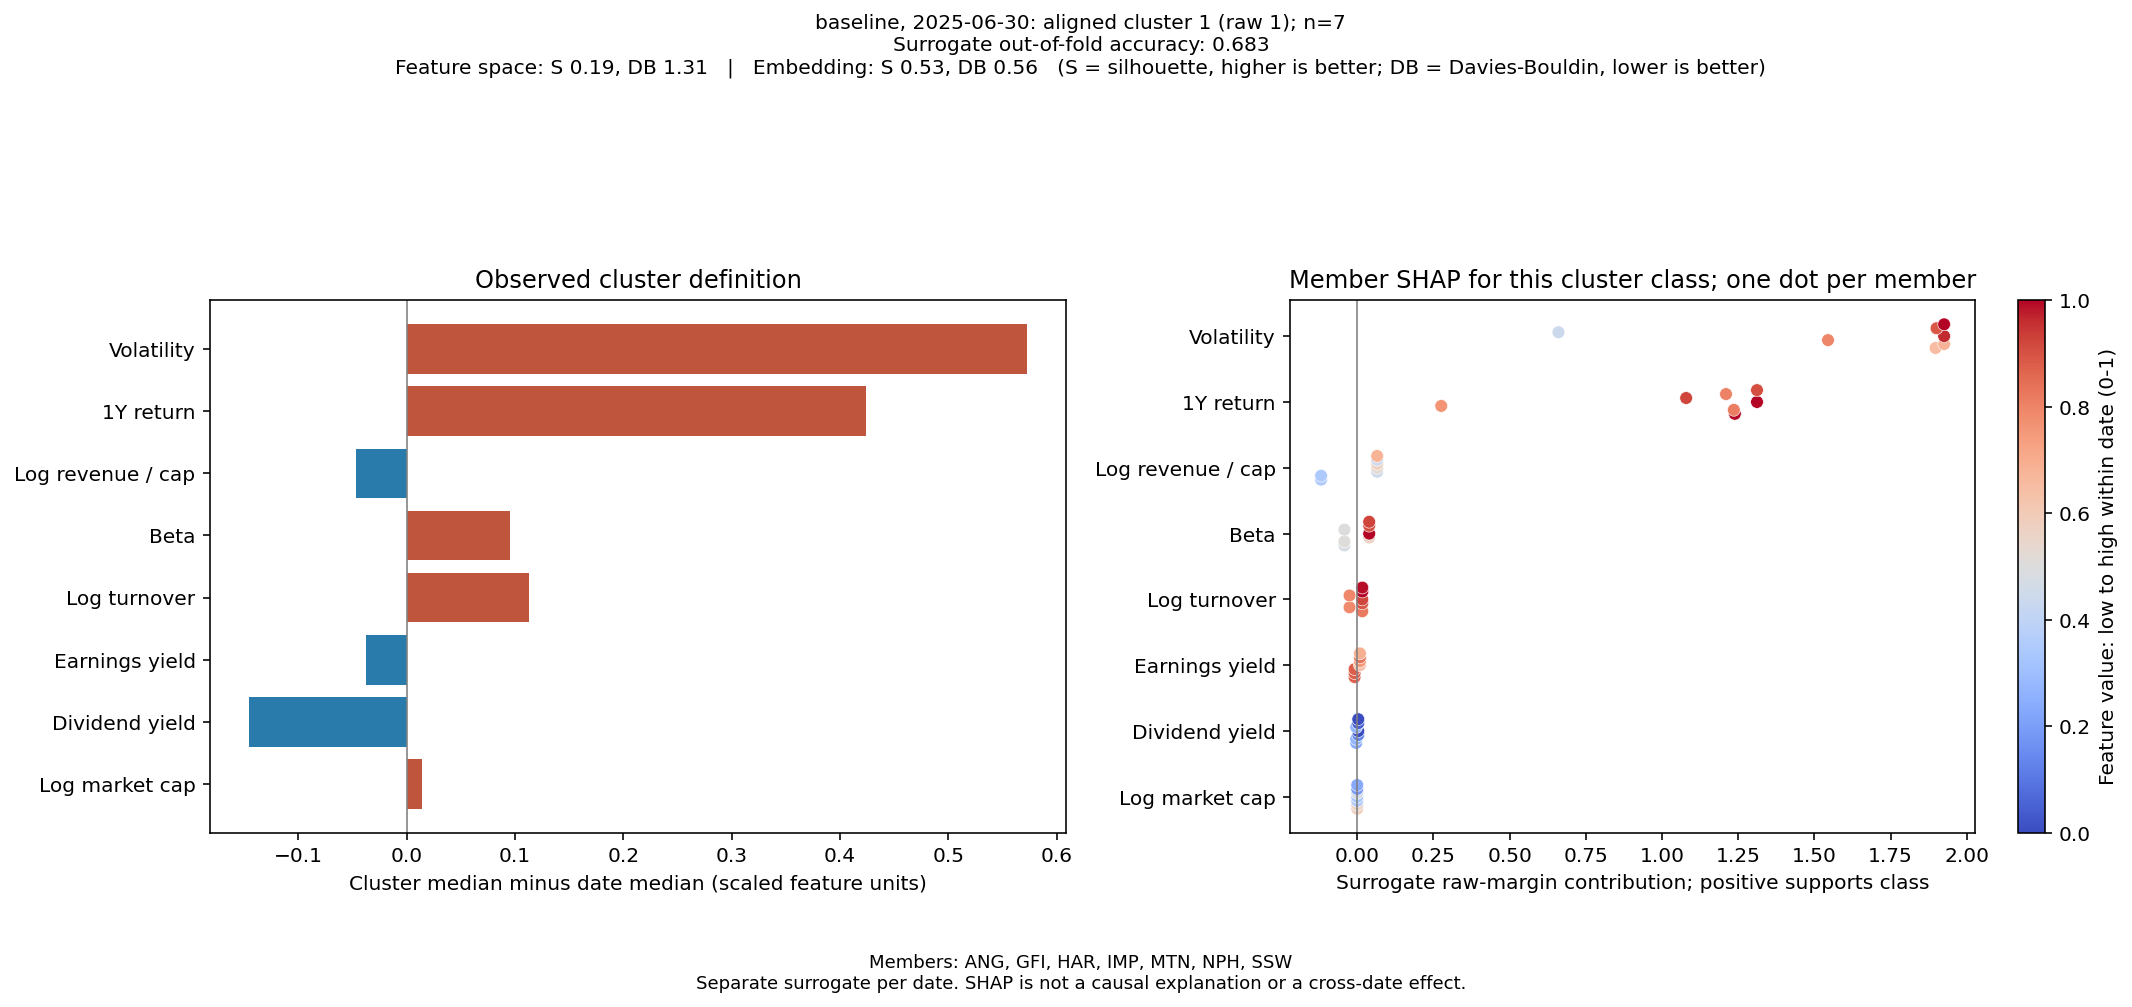 baseline, 2025-06-30: aligned cluster 1 (raw 1); n=7
Surrogate out-of-fold accuracy: 0.683
Feature space: S 0.19, DB 1.31   |   Embedding: S 0.53, DB 0.56   (S = silhouette, higher is better; DB = Davies-Bouldin, lower is better)
Observed cluster definition
Volatility
1Y return
Log revenue / cap
Beta
Log turnover
Earnings yield
Dividend yield
Log market cap
−0.1 0.0 0.1 0.2 0.3 0.4 0.5 0.6
Cluster median minus date median (scaled feature units)
Member SHAP for this cluster class; one dot per member
Volatility
1Y return
Log revenue / cap
Beta
Log turnover
Earnings yield
Dividend yield
Log market cap
0.00 0.25 0.50 0.75 1.00 1.25 1.50 1.75 2.00
Surrogate raw-margin contribution; positive supports class
1.0
0.8
0.6
0.4
0.2
0.0
Feature value: low to high within date (0-1)
Members: ANG, GFI, HAR, IMP, MTN, NPH, SSW
Separate surrogate per date. SHAP is not a causal explanation or a cross-date effect.